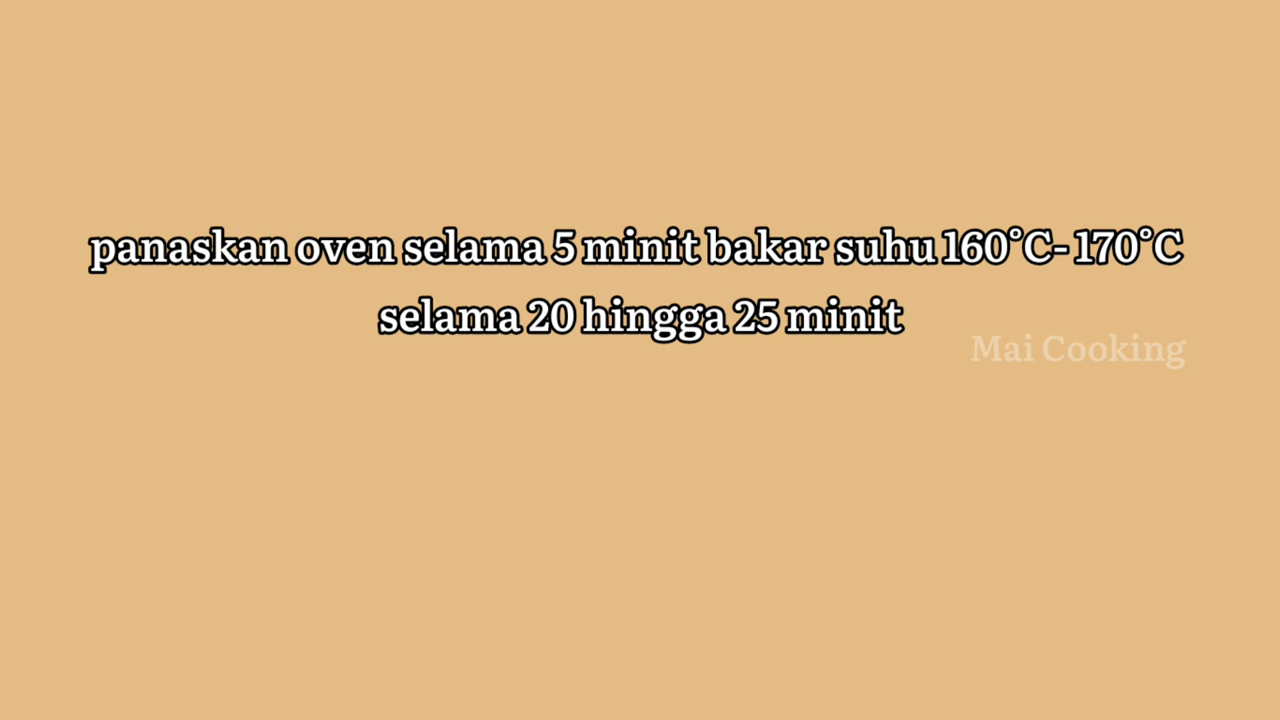 panaskan oven selama 5 minit bakar suhu 160°C- 170°C
selama 20 hingga 25 minit
Mai Cooking